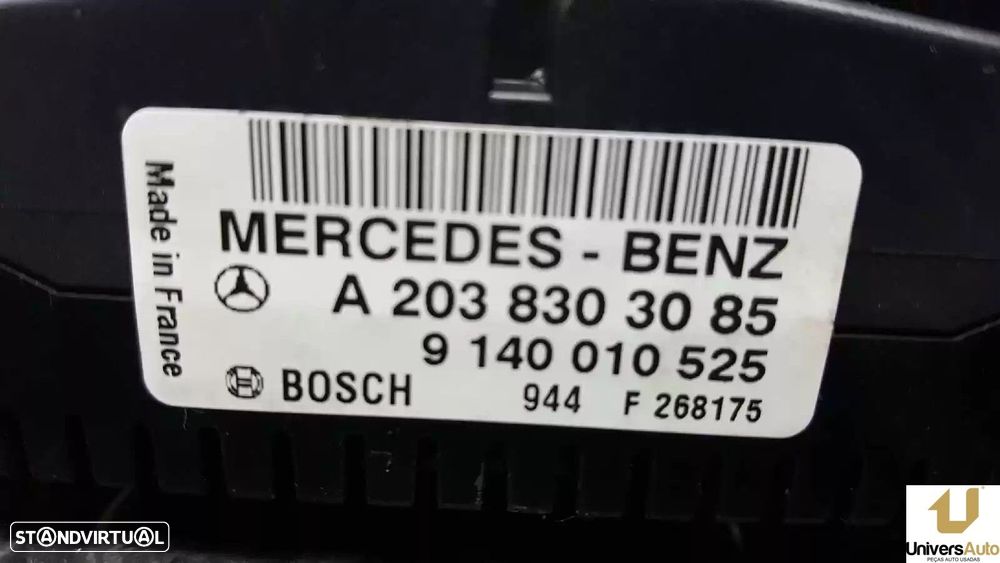 Made in France
MERCEDES - BENZ
A 203 830 30 85
9 140 010 525
BOSCH 944 F 268175
STANDVIRTUAL
UniversAuto
PEÇAS AUTO USADAS